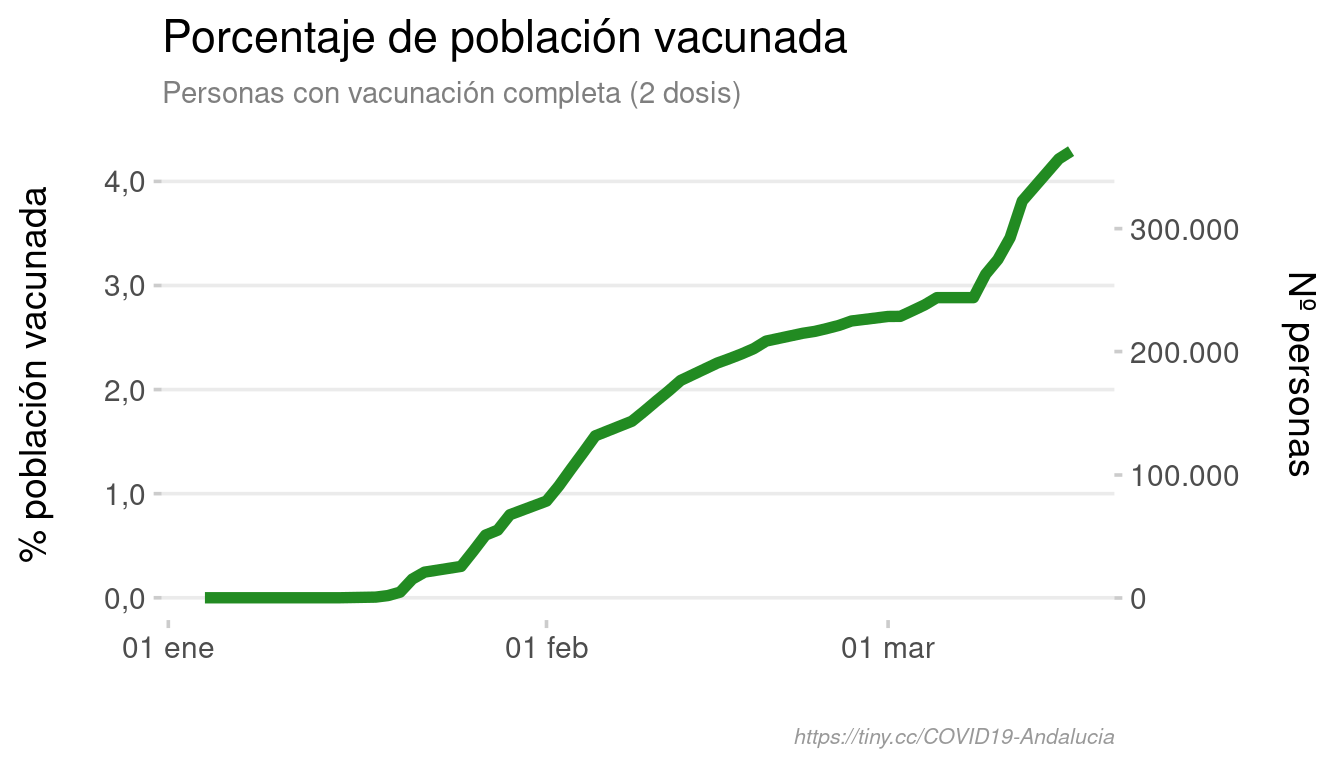 Porcentaje de población vacunada
Personas con vacunación completa (2 dosis)
% población vacunada
4,0
3,0
2,0
1,0
0,0
300.000
200.000
100.000
0
Nº personas
01 ene
01 feb
01 mar
https://tiny.cc/COVID19-Andalucia